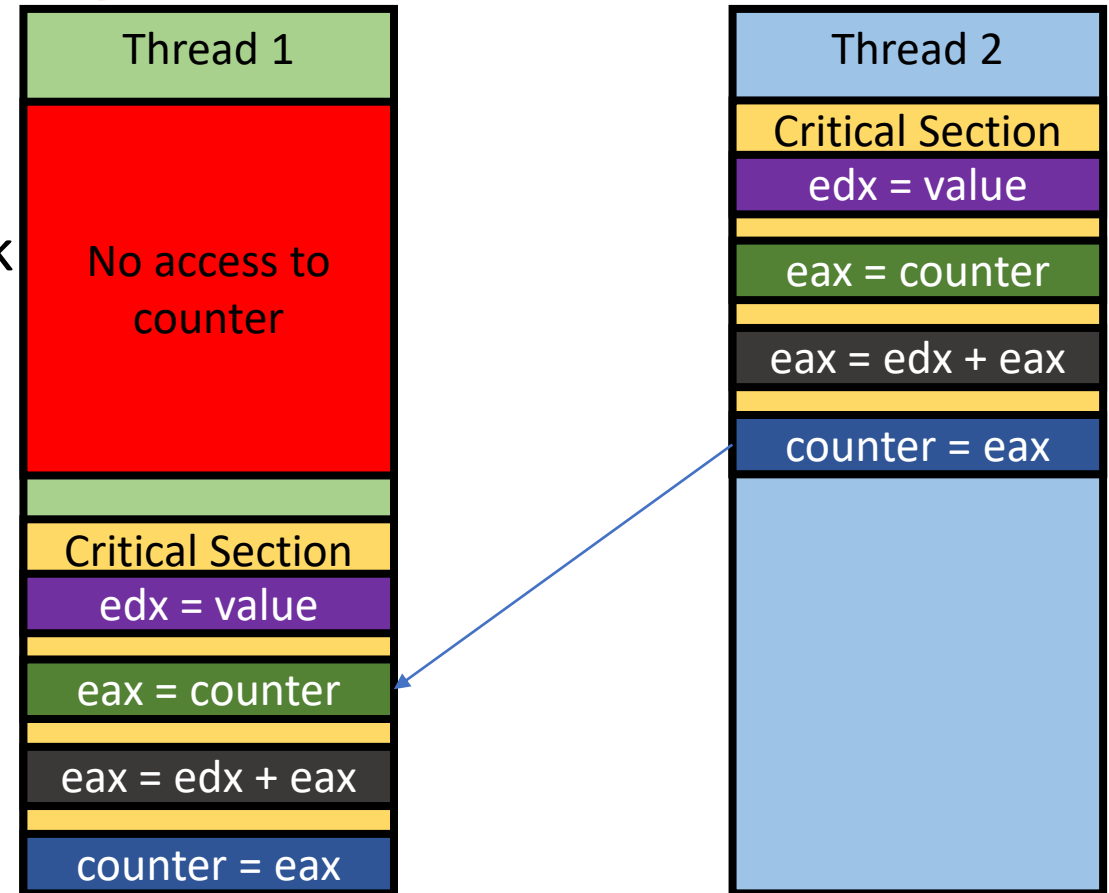 Thread 1
No access to
counter
Critical Section
edx = value
eax = counter
eax = edx + eax
counter = eax
Thread 2
Critical Section
edx = value
eax = counter
eax = edx + eax
counter = eax